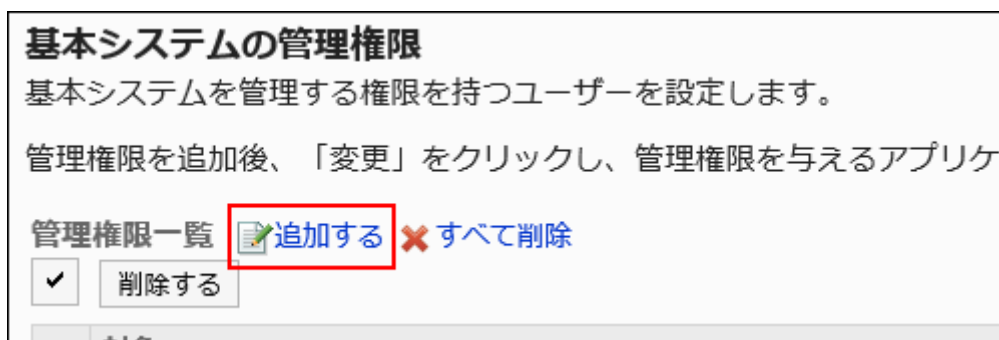 基本システムの管理権限
基本システムを管理する権限を持つユーザーを設定します。
管理権限を追加後、「変更」をクリックし、管理権限を与えるアプリケ
管理権限一覧 追加する すべて削除
削除する